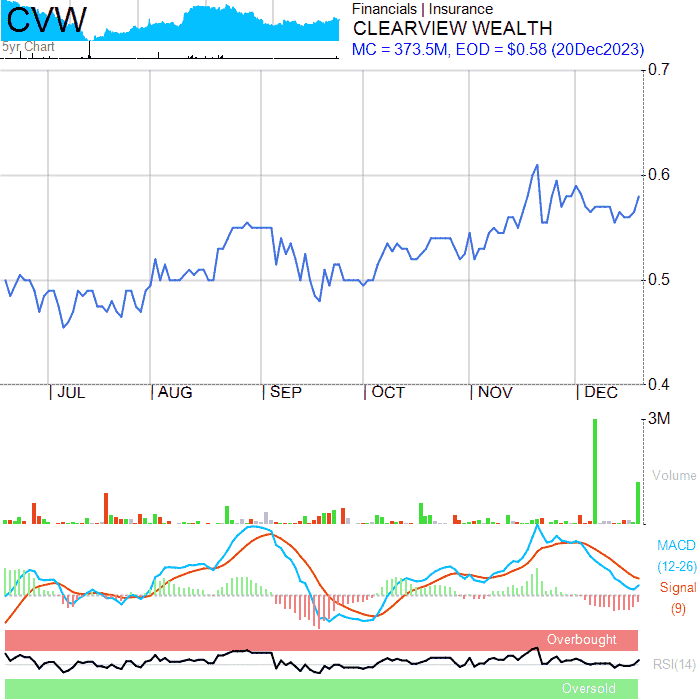 CVW
5yr Chart
Financials | Insurance
CLEARVIEW WEALTH
MC = 373.5M, EOD = $0.58 (20Dec2023)
0.7
0.6
0.5
0.4
JUL AUG SEP OCT NOV DEC
3M
Volume
MACD
(12-26)
Signal
(9)
Overbought
RSI(14)
Oversold